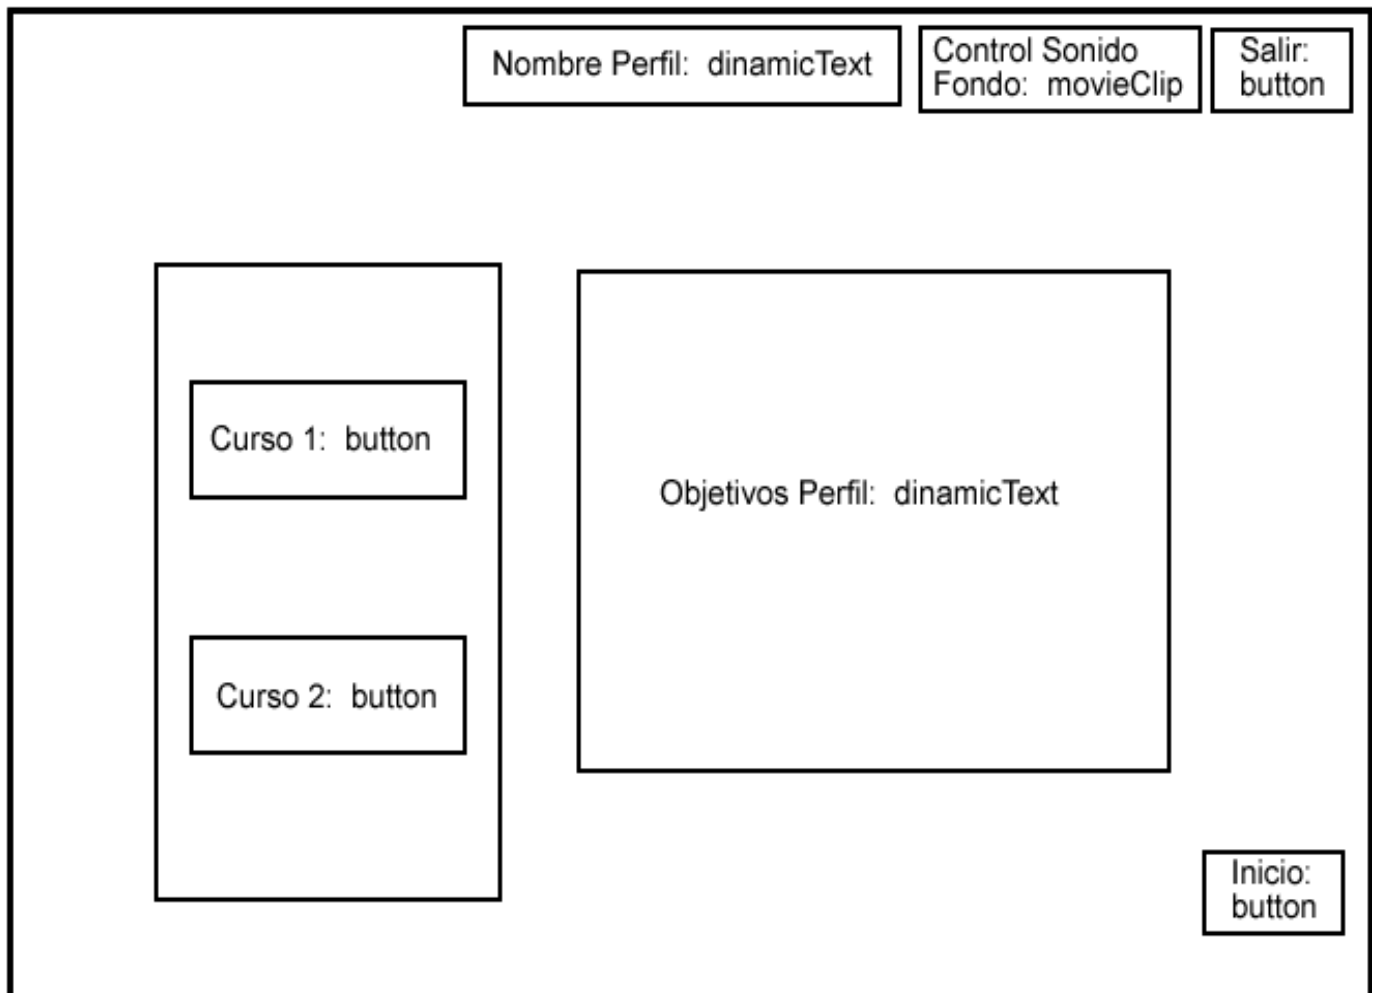 Nombre Perfil: dinamicText
Control Sonido
Fondo: movieClip
Salir:
button
Curso 1: button
Objetivos Perfil: dinamicText
Curso 2: button
Inicio:
button